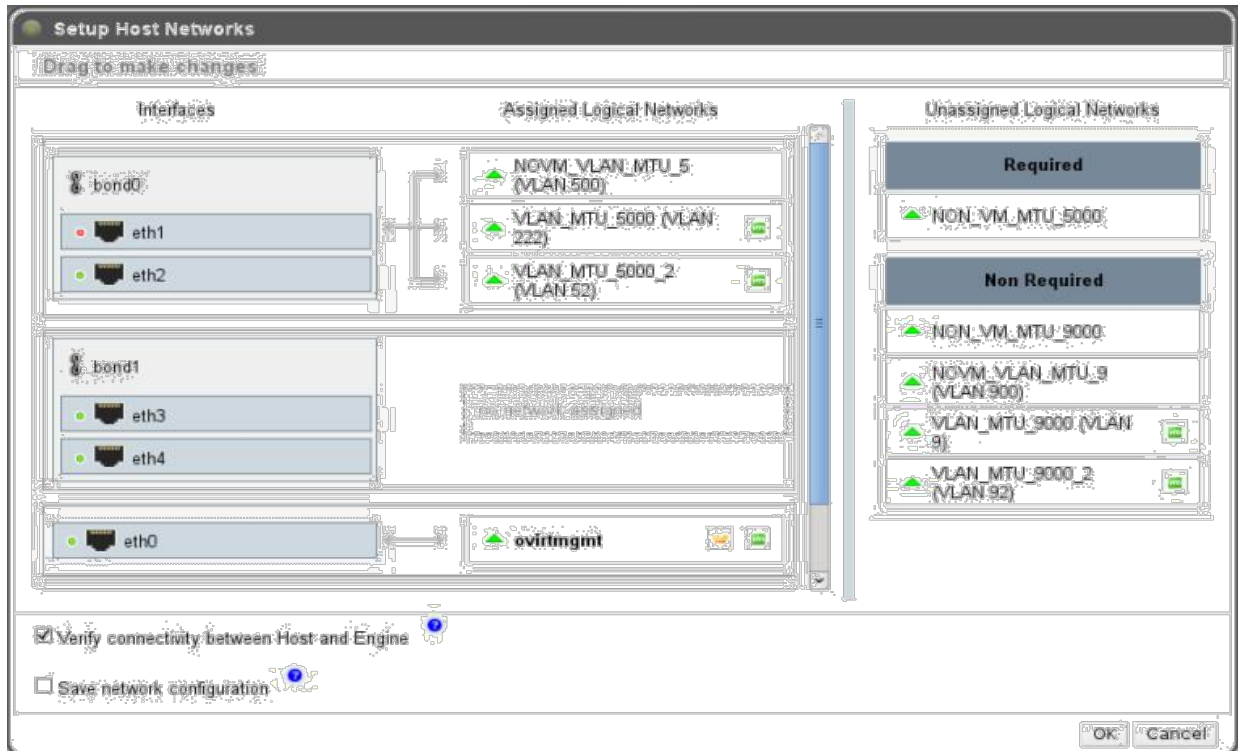 Setup Host Networks
Drag to make changes
Interfaces
Assigned Logical Networks
Unassigned Logical Networks
bond0
eth1
eth2
NOVM_VLAN_MTU_5
(VLAN 500)
VLAN_MTU_5000 (VLAN
222)
VLAN_MTU_5000_2
(VLAN 52)
bond1
eth3
eth4
no network assigned
eth0
ovirtmgmt
Required
NON_VM_MTU_5000
Non Required
NON_VM_MTU_9000
NOVM_VLAN_MTU_9
(VLAN 900)
VLAN_MTU_9000 (VLAN
9)
VLAN_MTU_9000_2
(VLAN 92)
Verify connectivity between Host and Engine
Save network configuration
OK
Cancel